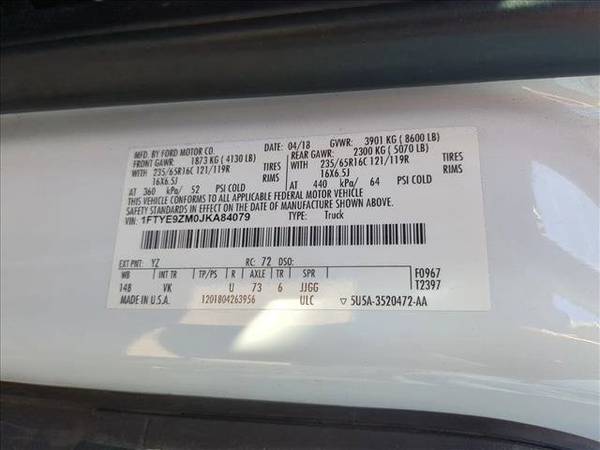 MFD. BY FORD MOTOR CO. DATE: 04/18 GVWR: 3901 KG ( 8600 LB)
FRONT GAWR: 1873 KG ( 4130 LB) REAR GAWR: 2300 KG ( 5070 LB)
WITH 235/65R16C 121/119R TIRES WITH 235/65R16C 121/119R TIRES
16X6.5J RIMS 16X6.5J RIMS
AT 360 kPa/ 52 PSI COLD AT 440 kPa/ 64 PSI COLD
THIS VEHICLE CONFORMS TO ALL APPLICABLE FEDERAL MOTOR VEHICLE
SAFETY STANDARDS IN EFFECT ON THE DATE OF MANUFACTURE SHOWN ABOVE.
VIN: 1FTYE9ZM0JKA84079 TYPE: Truck
EXT PNT: YZ RC: 72 DSO:
WB INT TR TP/PS R AXLE TR SPR F0967
148 VK U 73 6 JJGG T2397
MADE IN U.S.A. 1201804263956 ULC 5U5A-3520472-AA